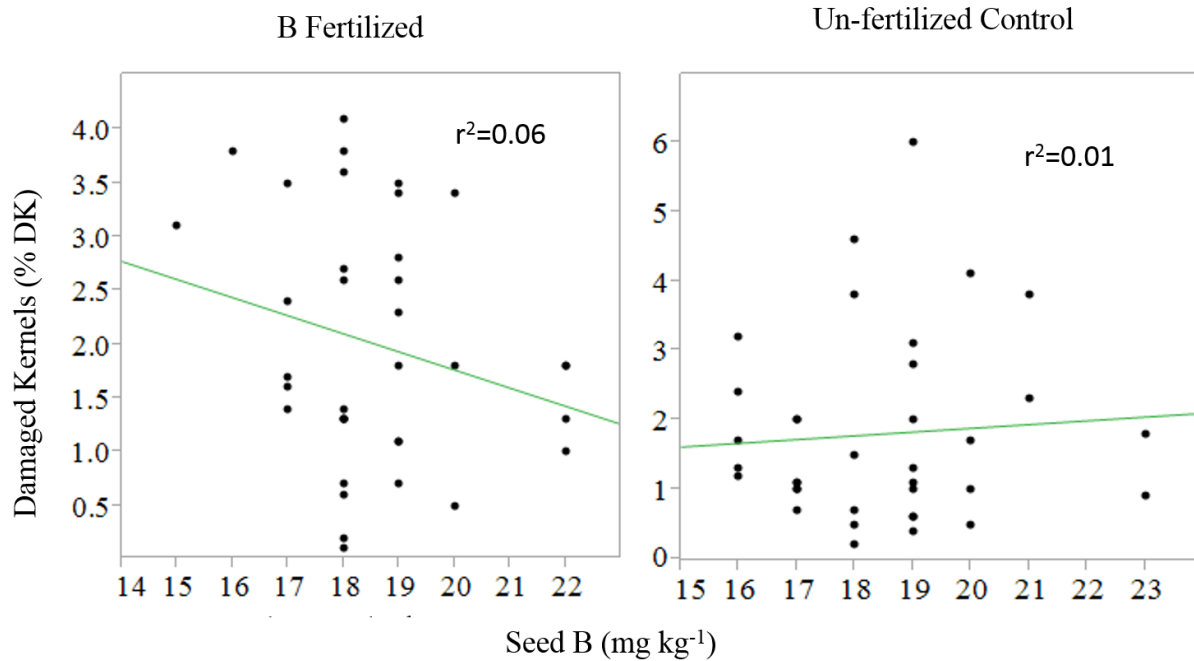 B Fertilized
Un-fertilized Control
Damaged Kernels (% DK)
4.0
3.5
3.0
2.5
2.0
1.5
1.0
0.5
r²=0.06
14 15 16 17 18 19 20 21 22
6
5
4
3
2
1
0
r²=0.01
15 16 17 18 19 20 21 22 23
Seed B (mg kg⁻¹)